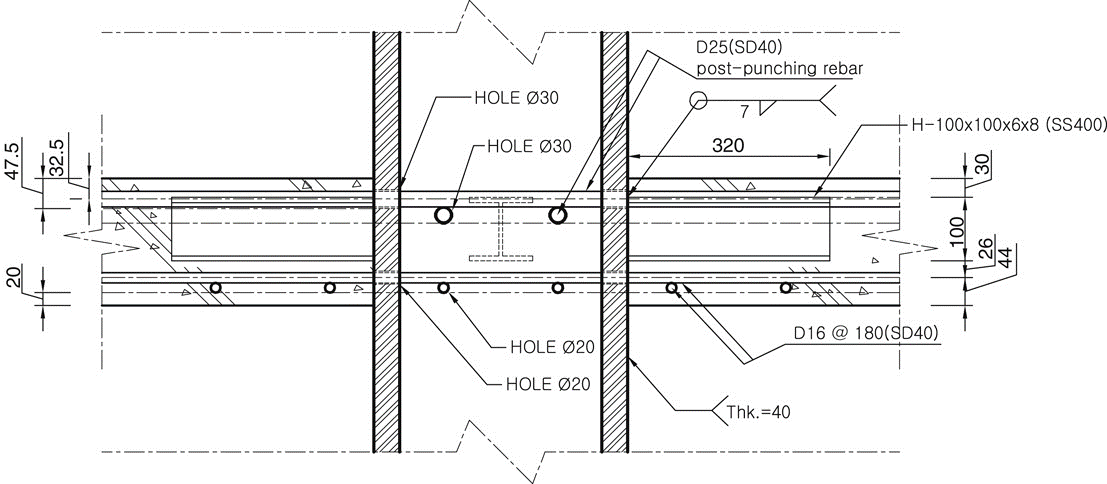 D25(SD40)
post-punching rebar
HOLE Ø30
7
H-100x100x6x8 (SS400)
HOLE Ø30
320
47.5
32.5
30
100
26
44
20
D16 @ 180(SD40)
HOLE Ø20
HOLE Ø20
Thk.=40